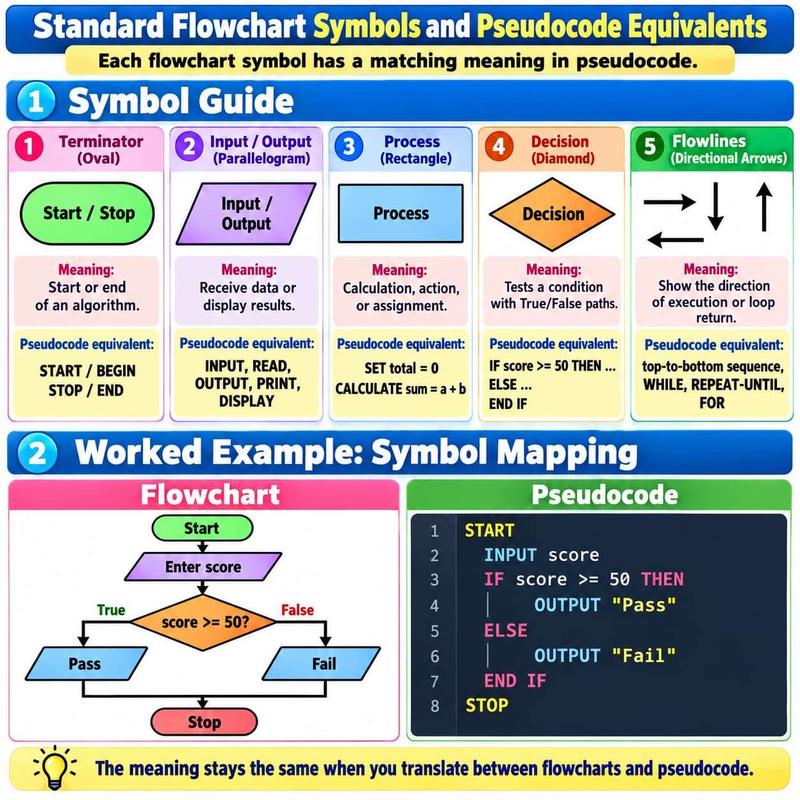 Standard Flowchart Symbols and Pseudocode Equivalents
Each flowchart symbol has a matching meaning in pseudocode.
1 Symbol Guide
1 Terminator
(Oval)
Start / Stop
Meaning:
Start or end
of an algorithm.
Pseudocode equivalent:
START / BEGIN
STOP / END
2 Input / Output
(Parallelogram)
Input /
Output
Meaning:
Receive data or
display results.
Pseudocode equivalent:
INPUT, READ,
OUTPUT, PRINT,
DISPLAY
3 Process
(Rectangle)
Process
Meaning:
Calculation, action,
or assignment.
Pseudocode equivalent:
SET total = 0
CALCULATE sum = a + b
4 Decision
(Diamond)
Decision
Meaning:
Tests a condition
with True/False paths.
Pseudocode equivalent:
IF score >= 50 THEN ...
ELSE ...
END IF
5 Flowlines
(Directional Arrows)
Meaning:
Show the direction
of execution or loop
return.
Pseudocode equivalent:
top-to-bottom sequence,
WHILE, REPEAT-UNTIL,
FOR
2 Worked Example: Symbol Mapping
Flowchart
Start
Enter score
True
score >= 50?
False
Pass
Fail
Stop
Pseudocode
1 START
2 INPUT score
3 IF score >= 50 THEN
4 OUTPUT "Pass"
5 ELSE
6 OUTPUT "Fail"
7 END IF
8 STOP
The meaning stays the same when you translate between flowcharts and pseudocode.